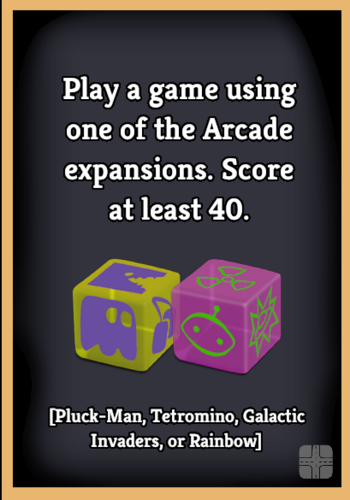 Play a game using
one of the Arcade
expansions. Score
at least 40.
[Pluck-Man, Tetromino, Galactic
Invaders, or Rainbow]